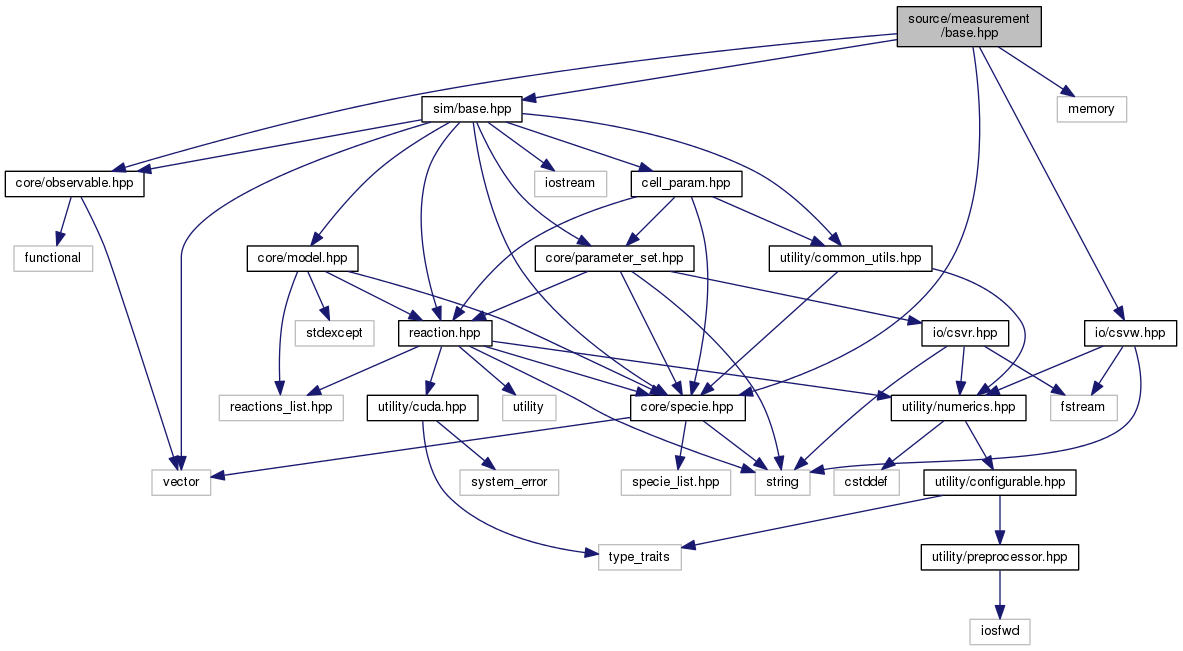 source/measurement
/base.hpp
sim/base.hpp
memory
core/observable.hpp
iostream
cell_param.hpp
functional
core/model.hpp
core/parameter_set.hpp
utility/common_utils.hpp
stdexcept
reaction.hpp
io/csvr.hpp
io/csvw.hpp
reactions_list.hpp
utility/cuda.hpp
utility
core/specie.hpp
utility/numerics.hpp
fstream
vector
system_error
specie_list.hpp
string
cstddef
utility/configurable.hpp
type_traits
utility/preprocessor.hpp
iosfwd